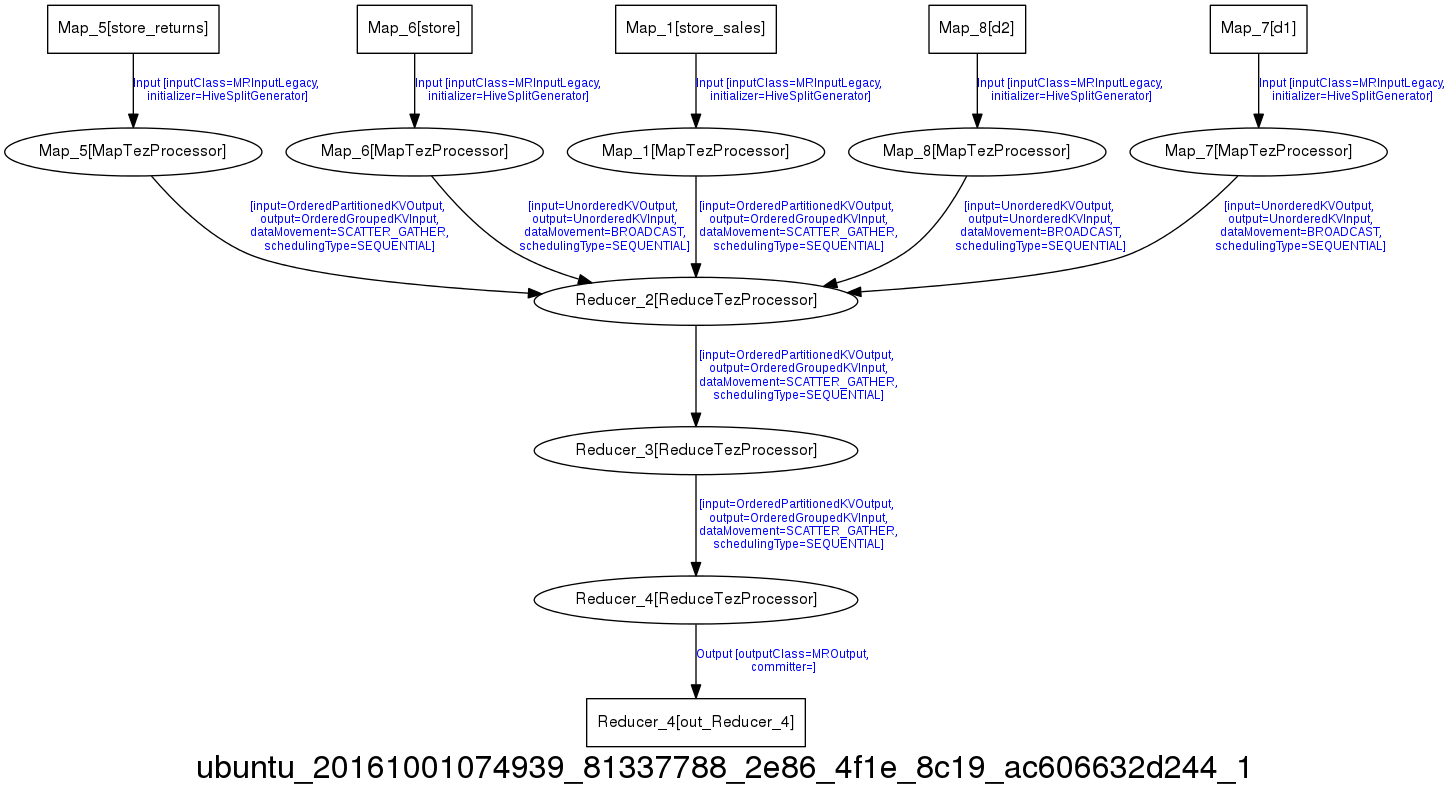 Map_5[store_returns]
Map_6[store]
Map_1[store_sales]
Map_8[d2]
Map_7[d1]
Input [inputClass=MRInputLegacy,
initializer=HiveSplitGenerator]
Input [inputClass=MRInputLegacy,
initializer=HiveSplitGenerator]
Input [inputClass=MRInputLegacy,
initializer=HiveSplitGenerator]
Input [inputClass=MRInputLegacy,
initializer=HiveSplitGenerator]
Input [inputClass=MRInputLegacy,
initializer=HiveSplitGenerator]
Map_5[MapTezProcessor]
Map_6[MapTezProcessor]
Map_1[MapTezProcessor]
Map_8[MapTezProcessor]
Map_7[MapTezProcessor]
[input=OrderedPartitionedKVOutput,
output=OrderedGroupedKVInput,
dataMovement=SCATTER_GATHER,
schedulingType=SEQUENTIAL]
[input=UnorderedKVOutput,
output=UnorderedKVInput,
dataMovement=BROADCAST,
schedulingType=SEQUENTIAL]
[input=OrderedPartitionedKVOutput,
output=OrderedGroupedKVInput,
dataMovement=SCATTER_GATHER,
schedulingType=SEQUENTIAL]
[input=UnorderedKVOutput,
output=UnorderedKVInput,
dataMovement=BROADCAST,
schedulingType=SEQUENTIAL]
[input=UnorderedKVOutput,
output=UnorderedKVInput,
dataMovement=BROADCAST,
schedulingType=SEQUENTIAL]
Reducer_2[ReduceTezProcessor]
[input=OrderedPartitionedKVOutput,
output=OrderedGroupedKVInput,
dataMovement=SCATTER_GATHER,
schedulingType=SEQUENTIAL]
Reducer_3[ReduceTezProcessor]
[input=OrderedPartitionedKVOutput,
output=OrderedGroupedKVInput,
dataMovement=SCATTER_GATHER,
schedulingType=SEQUENTIAL]
Reducer_4[ReduceTezProcessor]
Output [outputClass=MROutput,
committer=]
Reducer_4[out_Reducer_4]
ubuntu_20161001074939_81337788_2e86_4f1e_8c19_ac606632d244_1